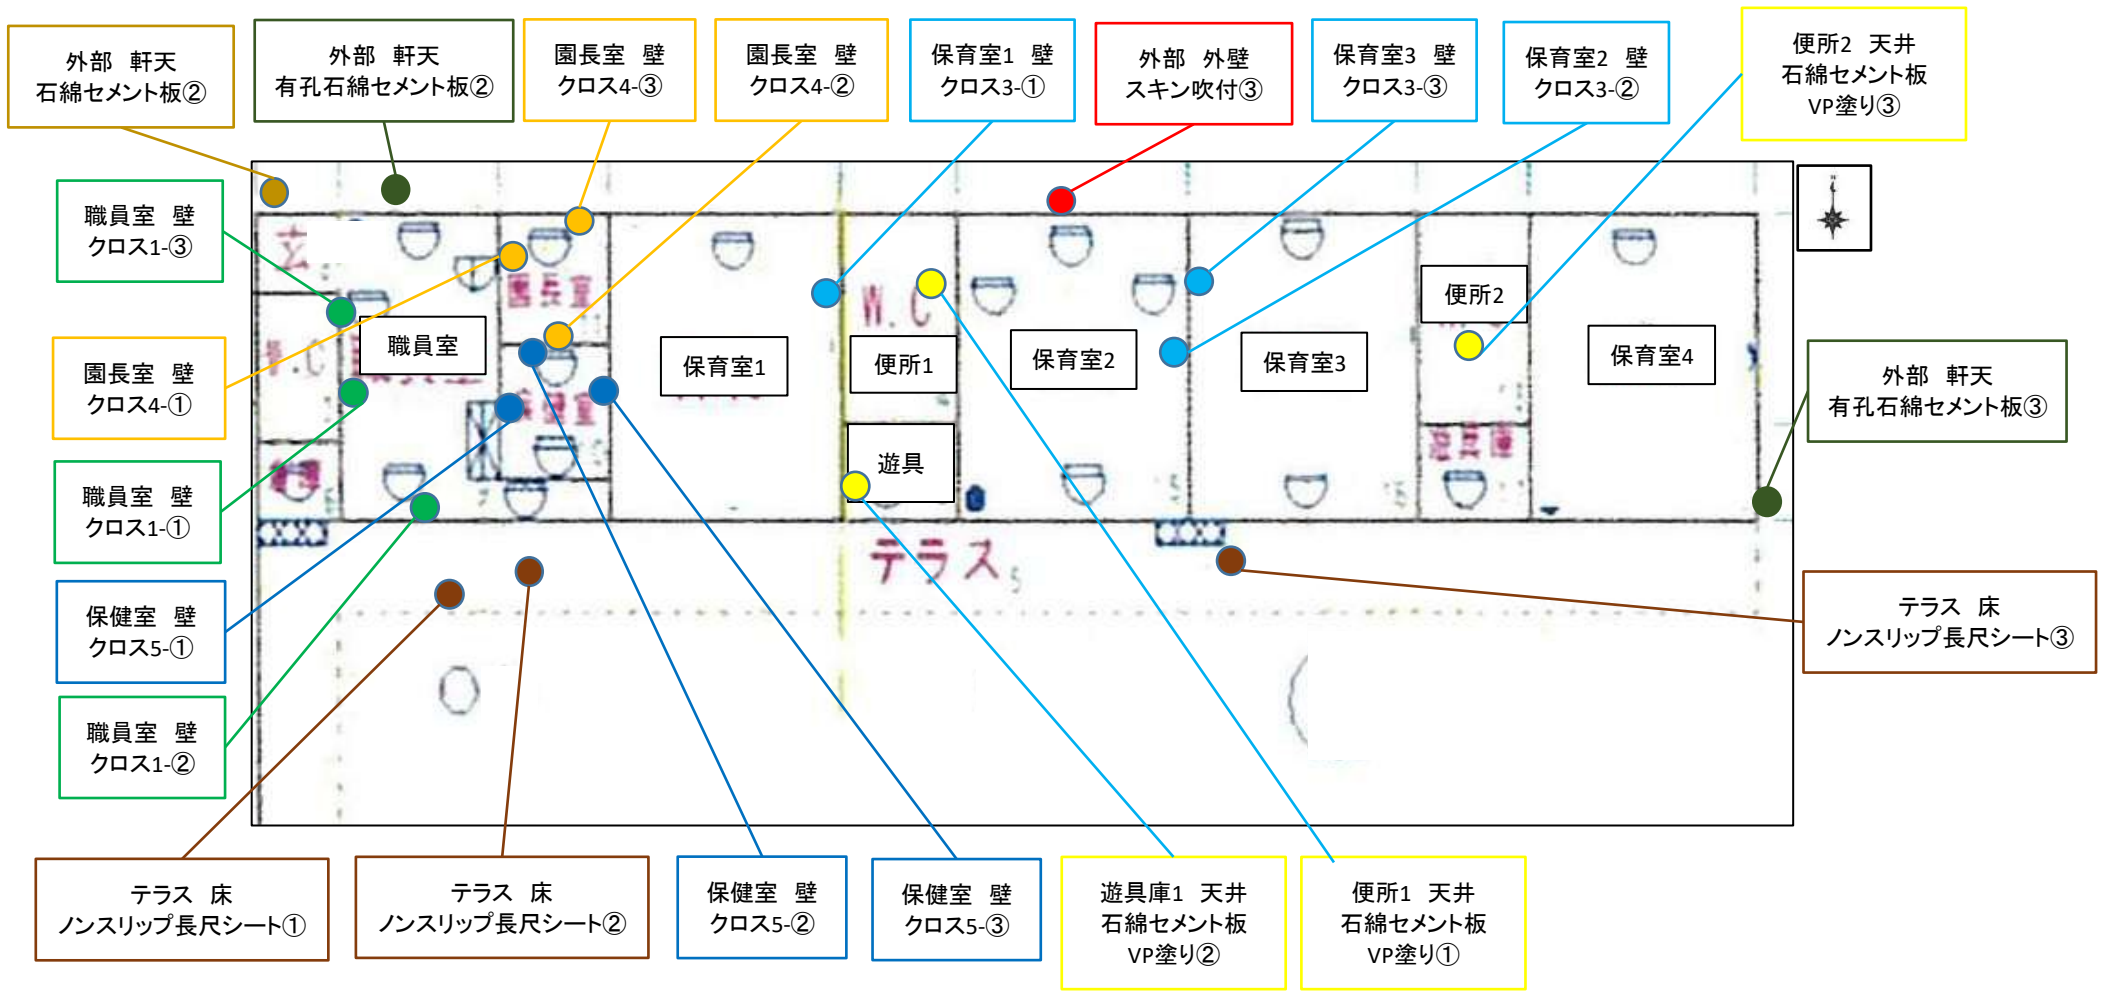 外部 軒天
石綿セメント板②
外部 軒天
有孔石綿セメント板②
園長室 壁
クロス4-③
園長室 壁
クロス4-②
保育室1 壁
クロス3-①
外部 外壁
スキン吹付③
保育室3 壁
クロス3-③
保育室2 壁
クロス3-②
便所2 天井
石綿セメント板
VP塗り③
職員室 壁
クロス1-③
園長室 壁
クロス4-①
職員室 壁
クロス1-①
保健室 壁
クロス5-①
職員室 壁
クロス1-②
玄
園長室
職員室
保健室
保育室1
W.C
便所1
遊具
保育室2
保育室3
便所2
保育室4
テラス
外部 軒天
有孔石綿セメント板③
テラス 床
ノンスリップ長尺シート③
テラス 床
ノンスリップ長尺シート①
テラス 床
ノンスリップ長尺シート②
保健室 壁
クロス5-②
保健室 壁
クロス5-③
遊具庫1 天井
石綿セメント板
VP塗り②
便所1 天井
石綿セメント板
VP塗り①